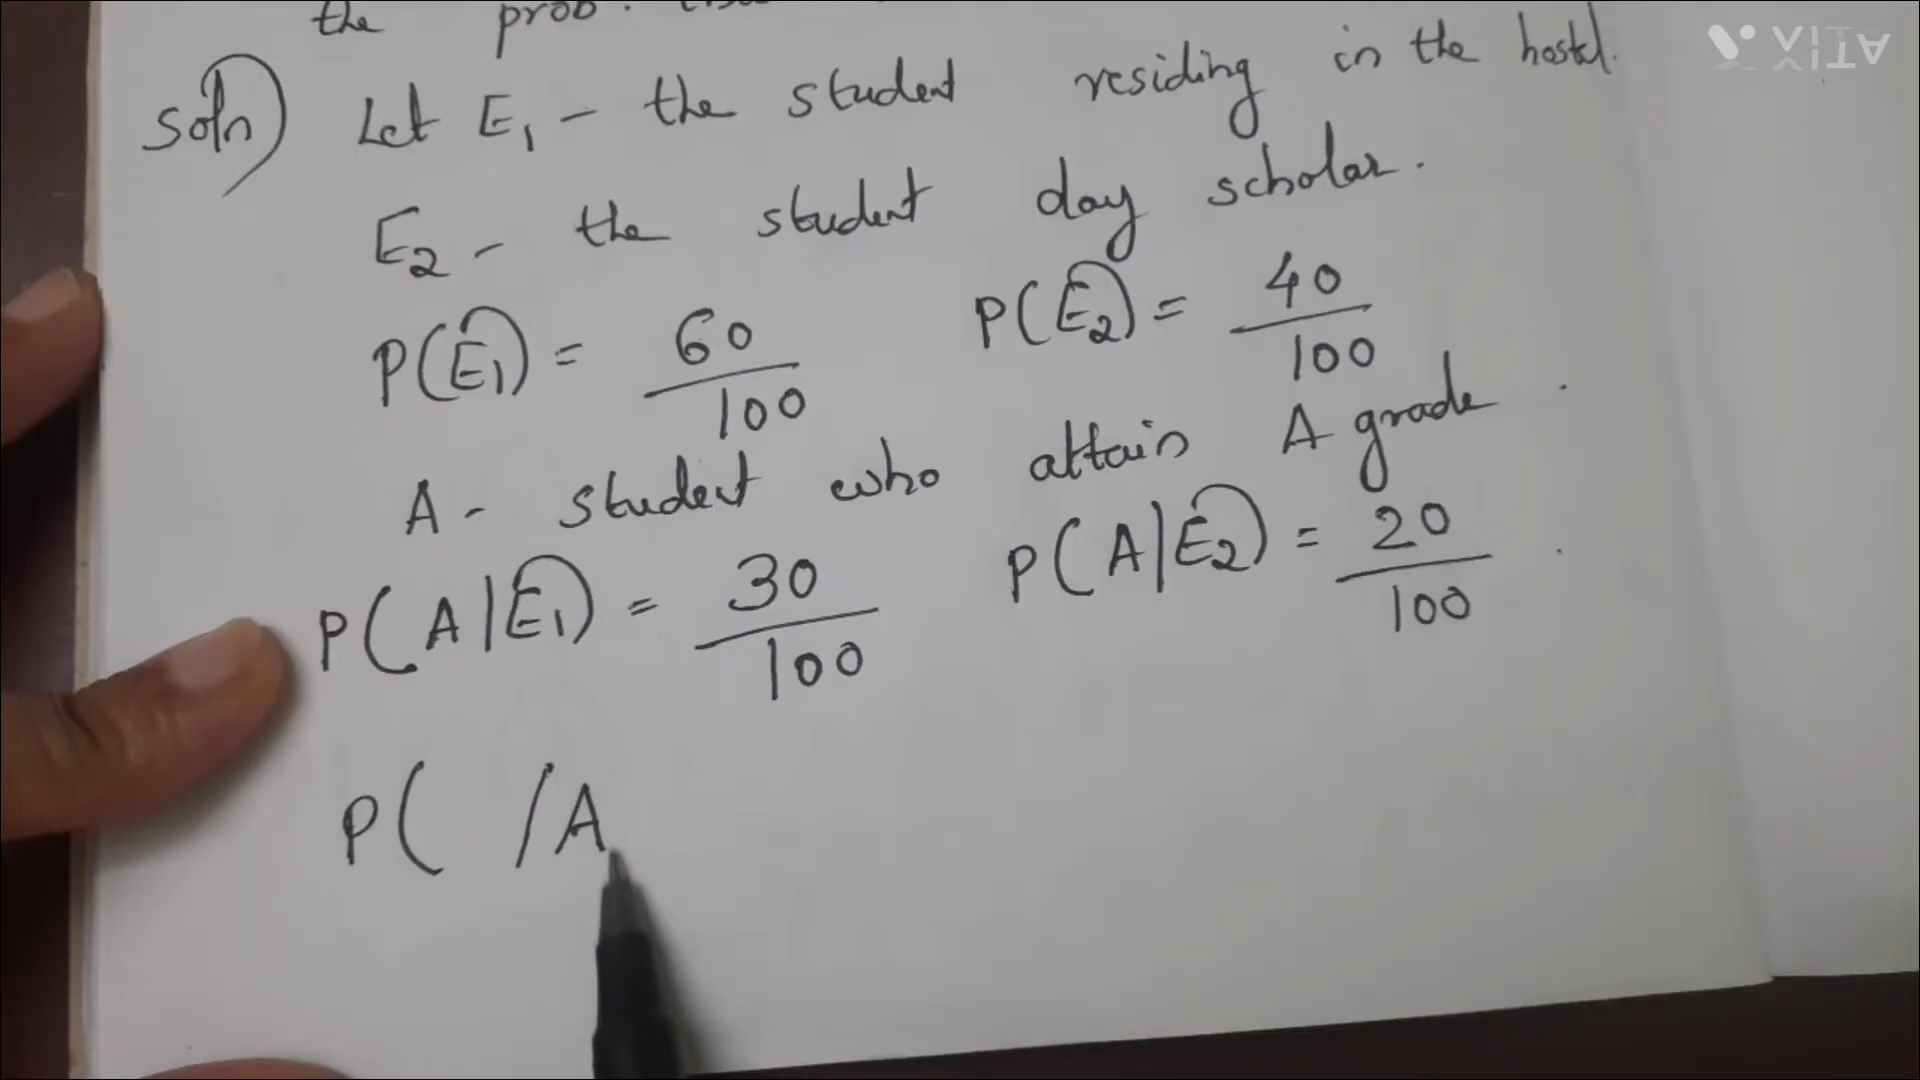 the prob.
Soln) Let E₁ - the student residing in the hostel.
E₂ - the student day scholar.
P(E₁) = 60/100 P(E₂) = 40/100
A - student who attain A grade
P(A|E₁) = 30/100 P(A|E₂) = 20/100
P( /A
VITA